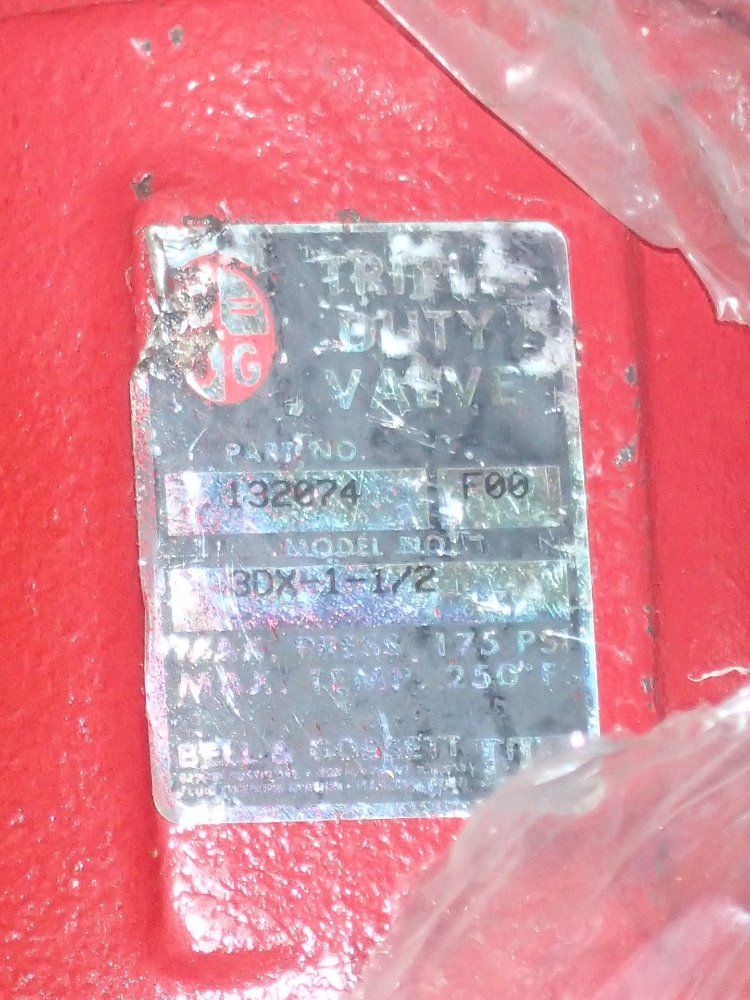 G
TRIPLE
DUTY
VALVE
PART NO.
132074 F00
MODEL NO.
3DX-1-1/2
MAX. PRESS. 175 PSI
MAX. TEMP. 250°F
BELL & GOSSETT ITT